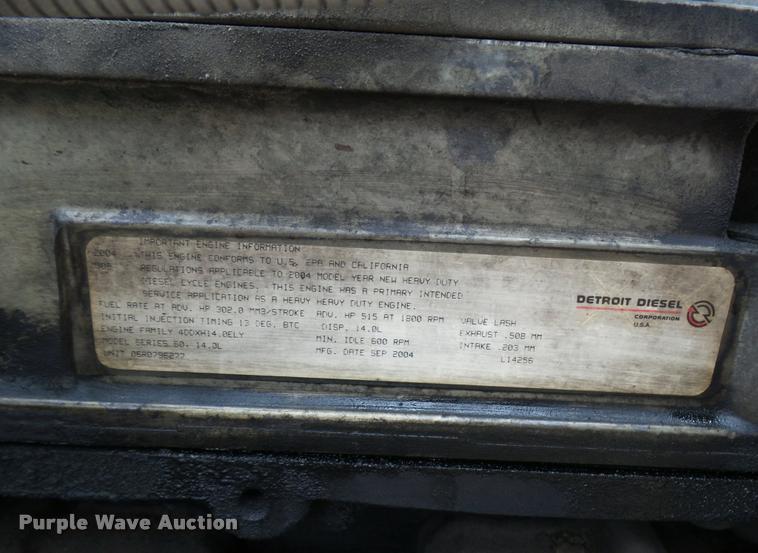 IMPORTANT ENGINE INFORMATION
2004 THIS ENGINE CONFORMS TO U.S. EPA AND CALIFORNIA
REGULATIONS APPLICABLE TO 2004 MODEL YEAR NEW HEAVY DUTY
DIESEL CYCLE ENGINES. THIS ENGINE HAS A PRIMARY INTENDED
SERVICE APPLICATION AS A HEAVY HEAVY DUTY ENGINE.
FUEL RATE AT ADV. HP 302.0 MM3/STROKE ADV. HP 515 AT 1800 RPM VALVE LASH
INITIAL INJECTION TIMING 13 DEG. BTC DISP. 14.0L EXHAUST .508 MM
ENGINE FAMILY 4DDXH14.0ELY MIN. IDLE 600 RPM INTAKE .203 MM
MODEL SERIES 60, 14.0L MFG. DATE SEP 2004 L14256
UNIT 06R0796277
DETROIT DIESEL
CORPORATION
U.S.A.
Purple Wave Auction